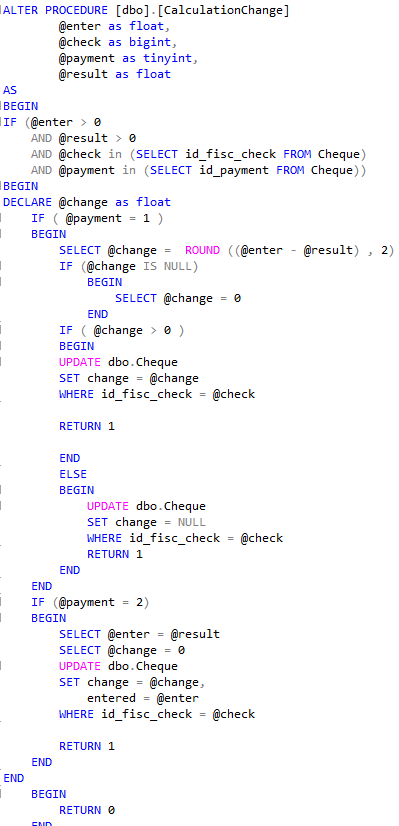 ALTER PROCEDURE [dbo].[CalculationChange]
@enter as float,
@check as bigint,
@payment as tinyint,
@result as float
AS
BEGIN
IF (@enter > 0
AND @result > 0
AND @check in (SELECT id_fisc_check FROM Cheque)
AND @payment in (SELECT id_payment FROM Cheque))
BEGIN
DECLARE @change as float
IF ( @payment = 1 )
BEGIN
SELECT @change =  ROUND ((@enter - @result) , 2)
IF (@change IS NULL)
BEGIN
SELECT @change = 0
END
IF ( @change > 0 )
BEGIN
UPDATE dbo.Cheque
SET change = @change
WHERE id_fisc_check = @check
RETURN 1
END
ELSE
BEGIN
UPDATE dbo.Cheque
SET change = NULL
WHERE id_fisc_check = @check
RETURN 1
END
END
IF (@payment = 2)
BEGIN
SELECT @enter = @result
SELECT @change = 0
UPDATE dbo.Cheque
SET change = @change,
entered = @enter
WHERE id_fisc_check = @check
RETURN 1
END
END
BEGIN
RETURN 0
END